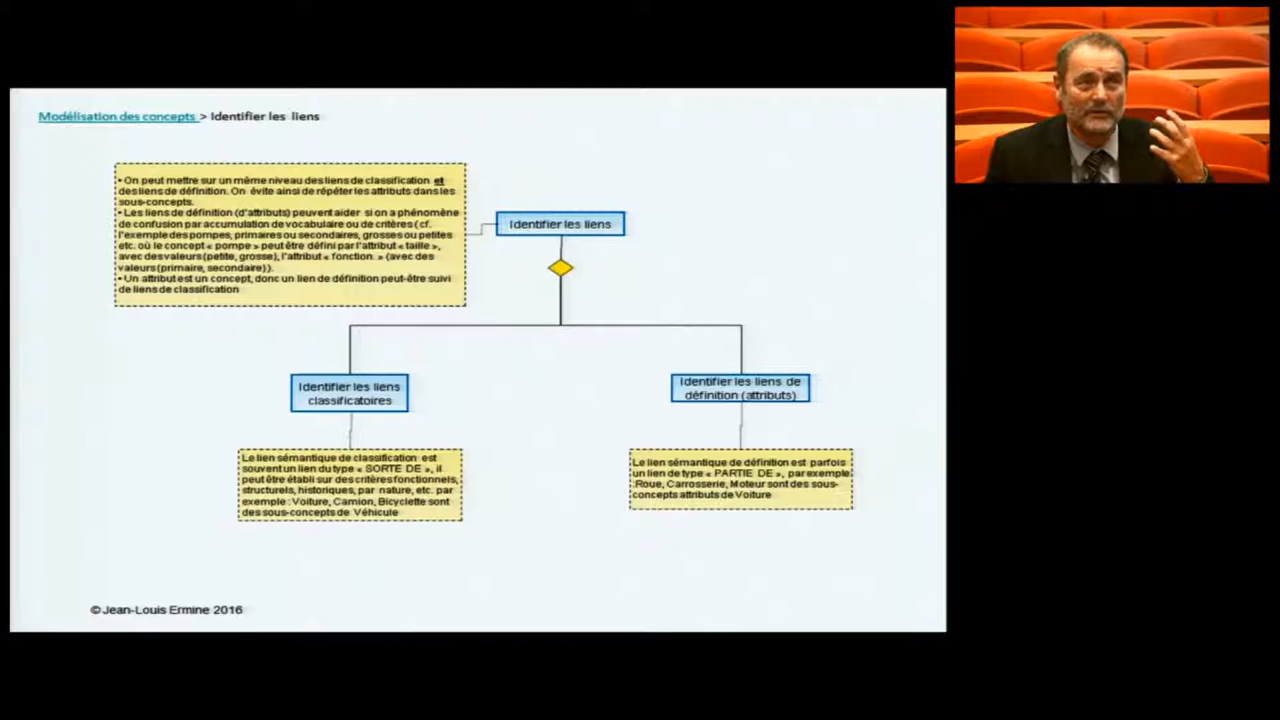 Modélisation des concepts > Identifier les liens
• On peut mettre sur un même niveau des liens de classification et
des liens de définition. On évite ainsi de répéter les attributs dans les
sous-concepts.
• Les liens de définition (d'attributs) peuvent aider si on a phénomène
de confusion par accumulation de vocabulaire ou de critères ( cf.
l'exemple des pompes, primaires ou secondaires, grosses ou petites
etc. où le concept « pompe » peut être défini par l'attribut « taille »,
avec des valeurs (petite, grosse), l'attribut « fonction. » (avec des
valeurs (primaire, secondaire) ).
• Un attribut est un concept, donc un lien de définition peut-être suivi
de liens de classification
Identifier les liens
Identifier les liens
classificatoires
Identifier les liens de
définition (attributs)
Le lien sémantique de classification est
souvent un lien du type « SORTE DE », il
peut être établi sur des critères fonctionnels,
structurels, historiques, par nature, etc. par
exemple : Voiture, Camion, Bicyclette sont
des sous-concepts de Véhicule
Le lien sémantique de définition est parfois
un lien de type « PARTIE DE », par exemple
:Roue, Carrosserie, Moteur sont des sous-
concepts attributs de Voiture
© Jean-Louis Ermine 2016